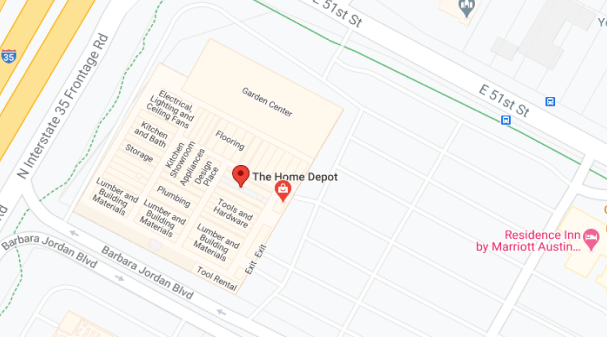 E 51st St
E 51st St
35
N Interstate 35 Frontage Rd
Rd
Garden Center
Electrical,
Lighting and
Ceiling Fans
Kitchen
and Bath
Storage
Kitchen
Showroom
Appliances
Design
Place
Flooring
The Home Depot
Lumber and
Building
Materials
Plumbing
Lumber and
Building
Materials
Tools and
Hardware
Lumber and
Building
Materials
Exit
Exit
Tool Rental
Barbara Jordan Blvd
Barbara Jordan Blvd
Residence Inn
by Marriott Austin...